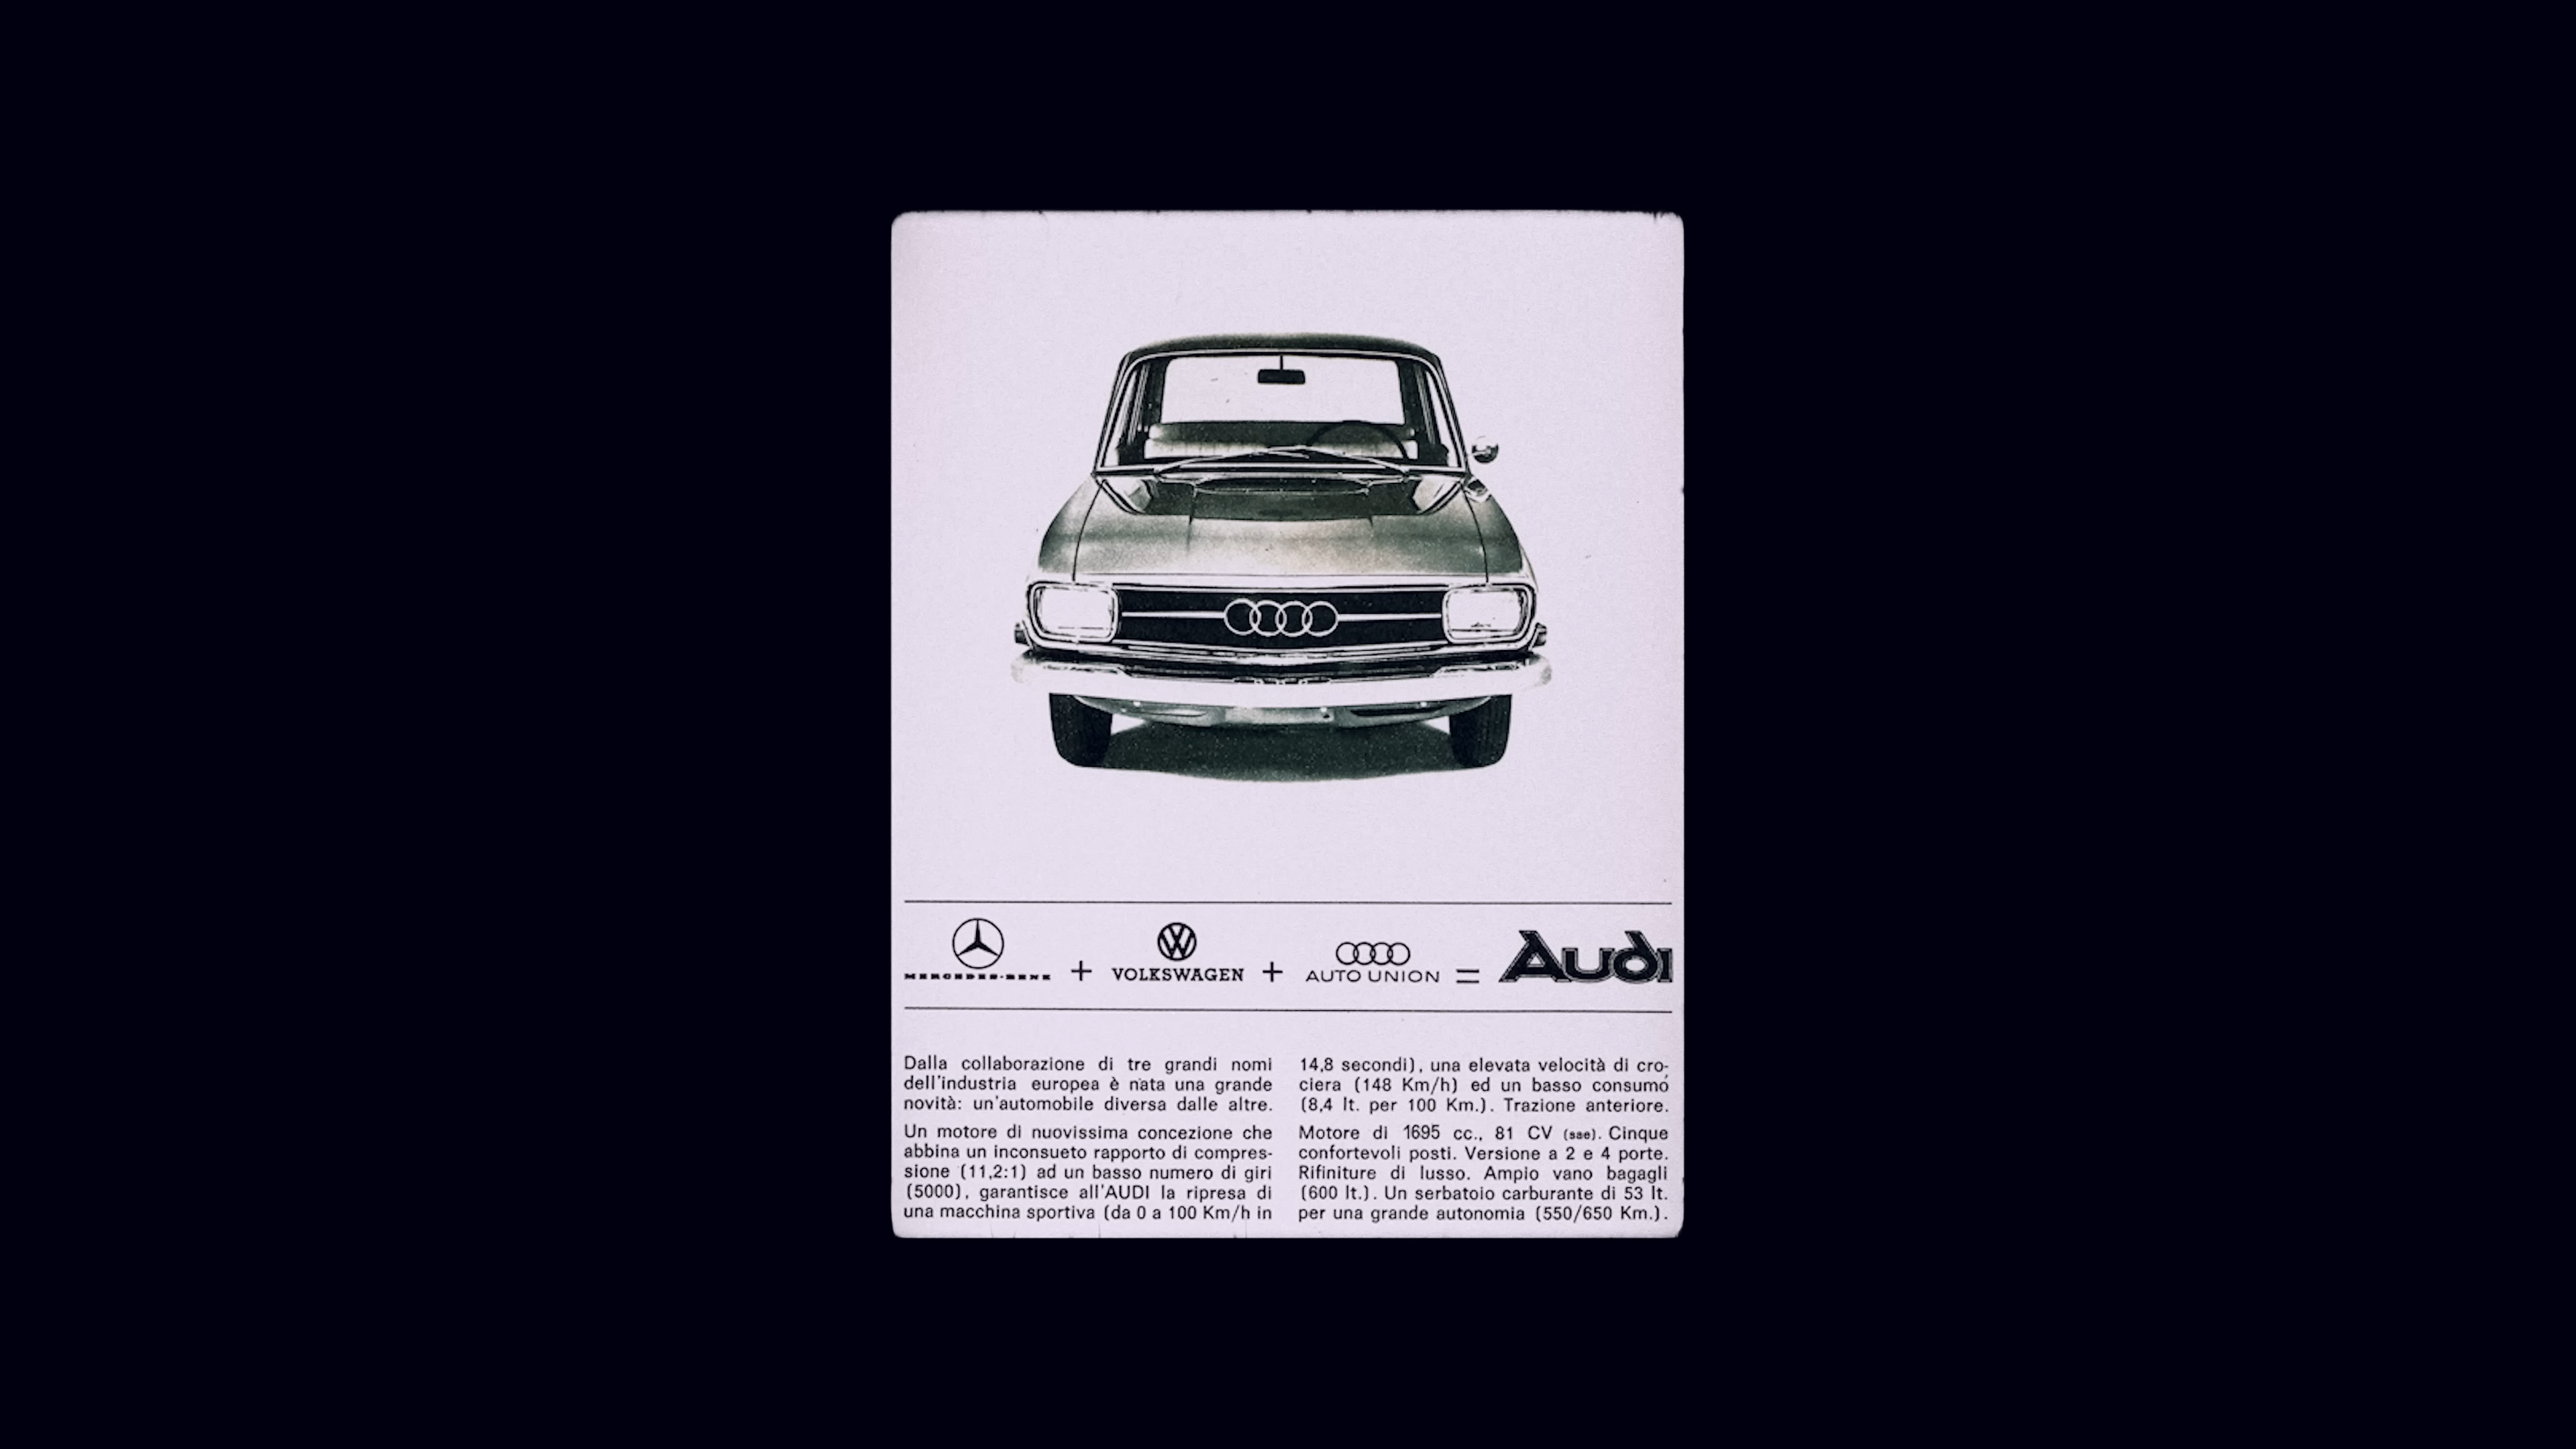 MERCEDES-BENZ + VOLKSWAGEN + AUTO UNION = Audi
Dalla collaborazione di tre grandi nomi
dell'industria europea è nata una grande
novità: un'automobile diversa dalle altre.
Un motore di nuovissima concezione che
abbina un inconsueto rapporto di compres-
sione (11,2:1) ad un basso numero di giri
(5000), garantisce all'AUDI la ripresa di
una macchina sportiva (da 0 a 100 Km/h in
14,8 secondi), una elevata velocità di cro-
ciera (148 Km/h) ed un basso consumo
(8,4 lt. per 100 Km.). Trazione anteriore.
Motore di 1695 cc., 81 CV (sae). Cinque
confortevoli posti. Versione a 2 e 4 porte.
Rifiniture di lusso. Ampio vano bagagli
(600 lt.). Un serbatoio carburante di 53 lt.
per una grande autonomia (550/650 Km.).